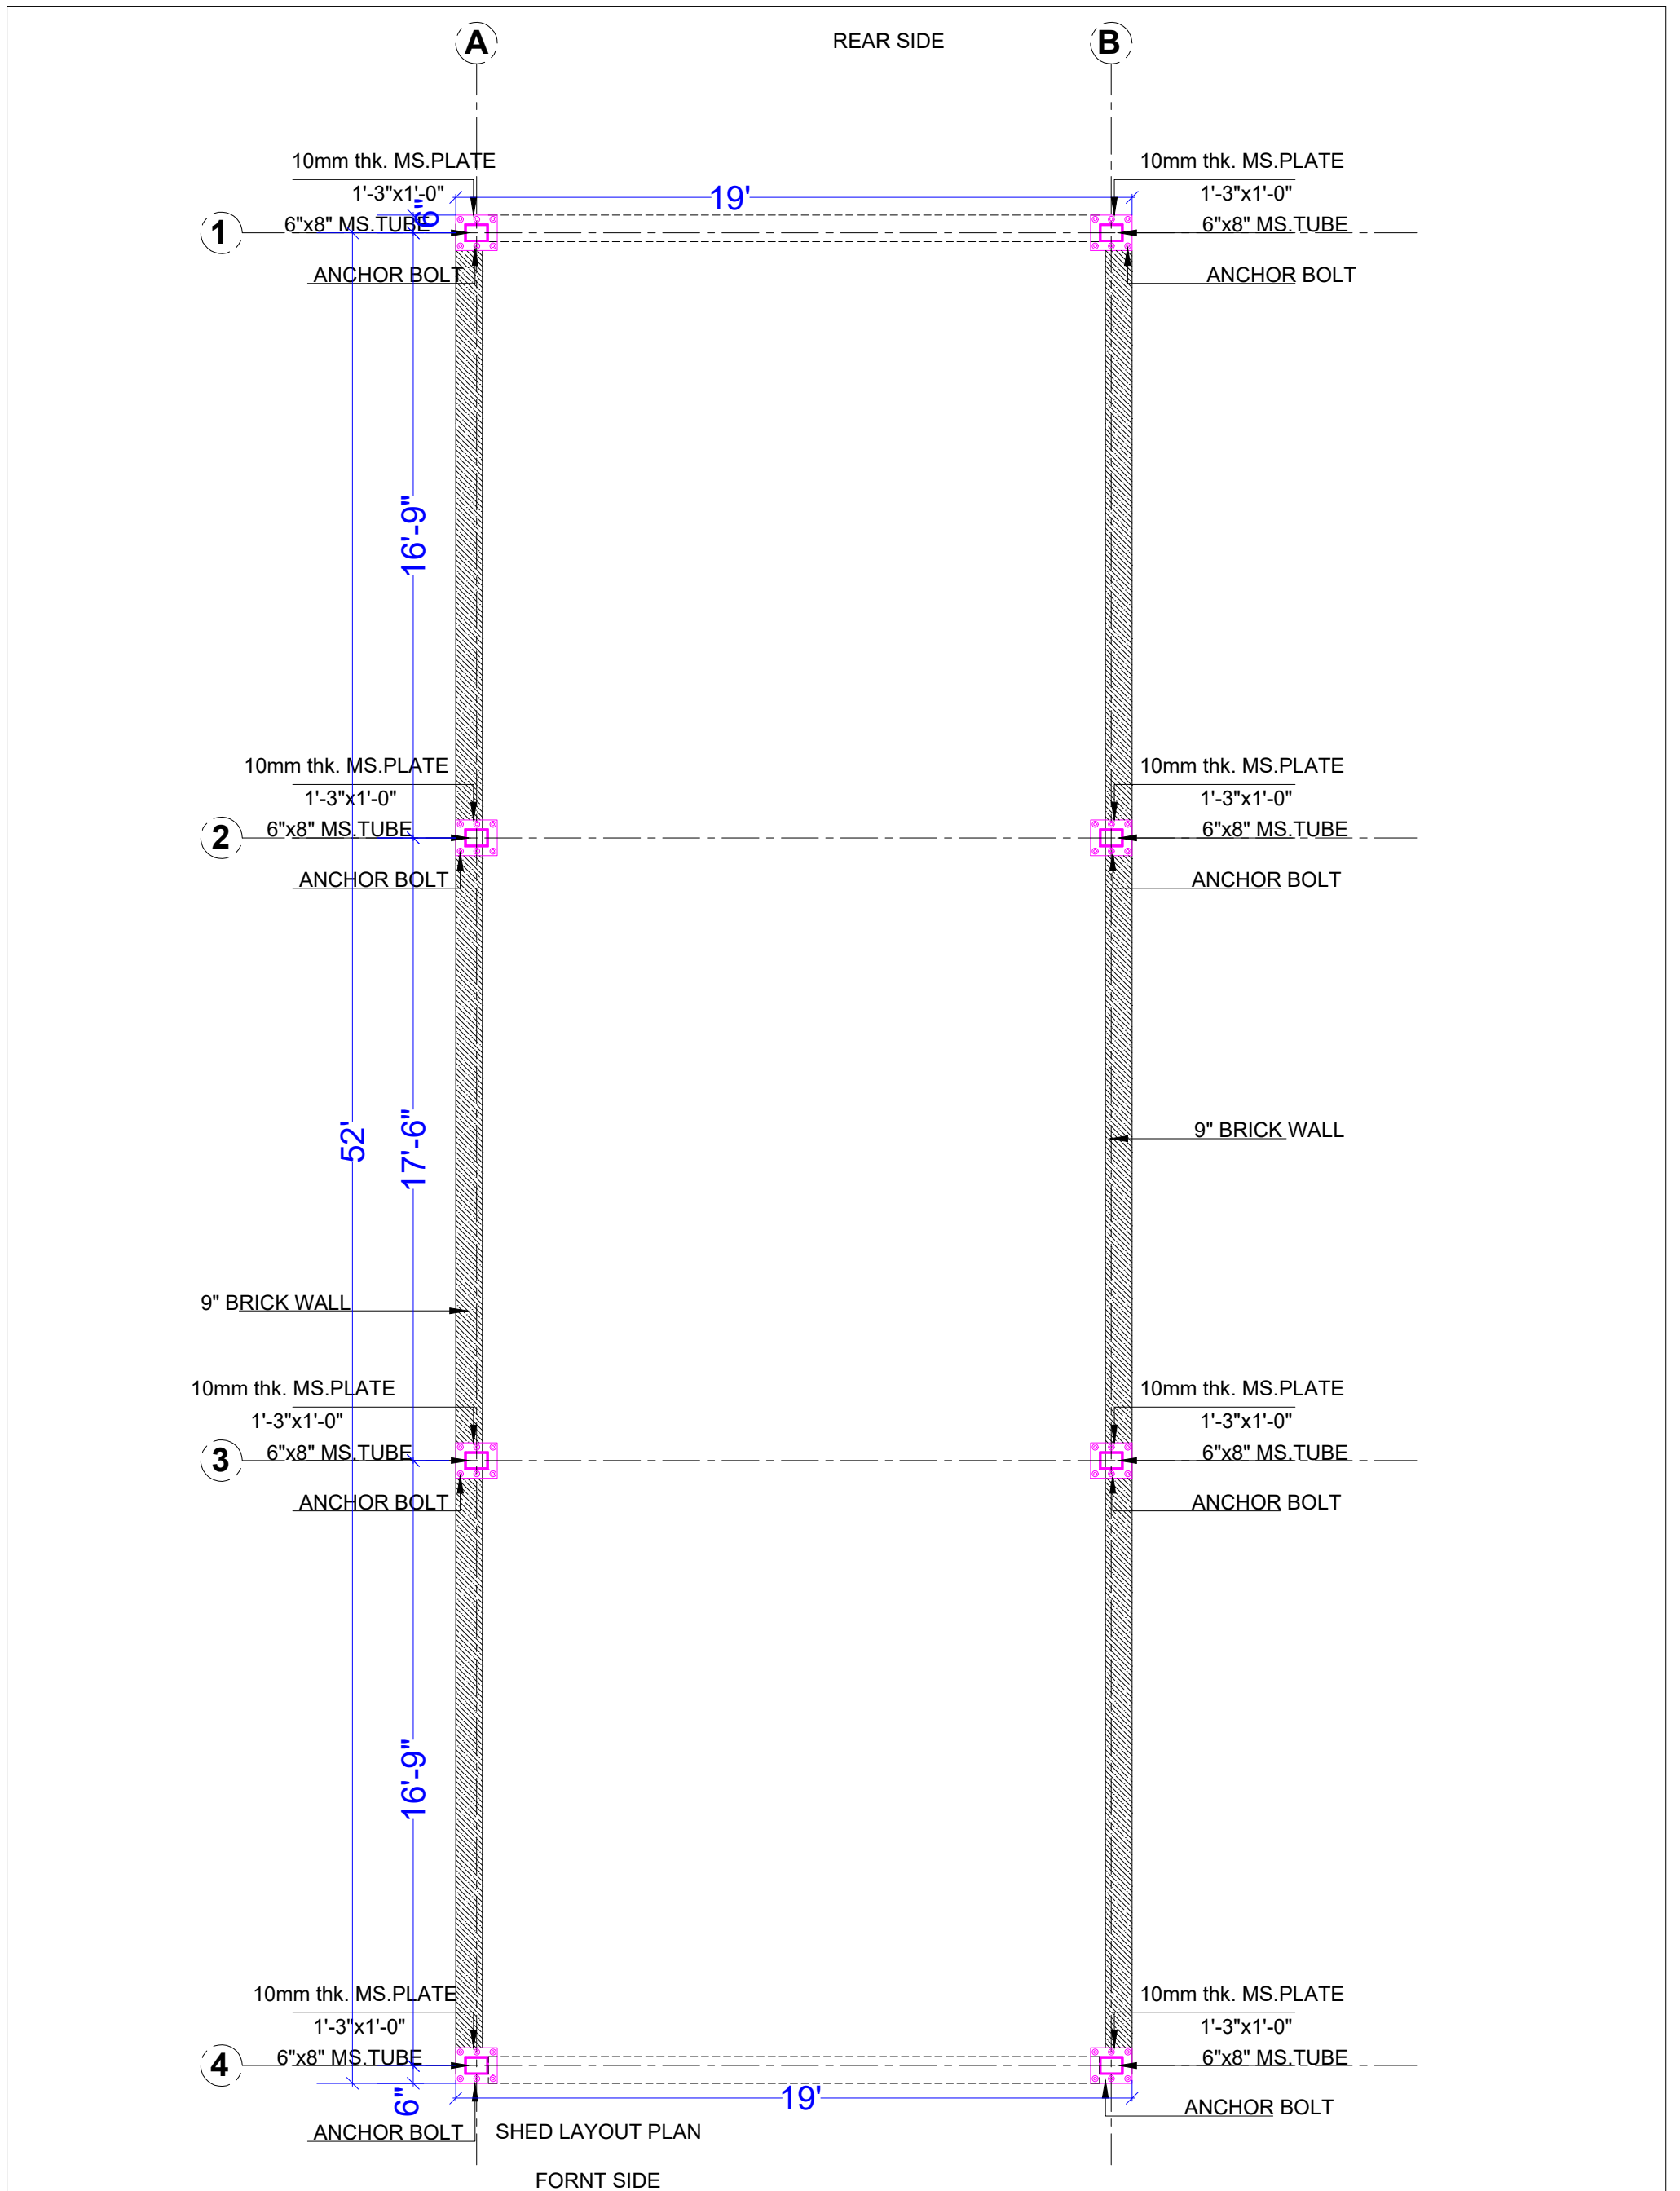 A
REAR SIDE
B
10mm thk. MS.PLATE
10mm thk. MS.PLATE
1'-3"x1'-0"
19'
1'-3"x1'-0"
6"
1
6"x8" MS.TUBE
6"x8" MS.TUBE
ANCHOR BOLT
ANCHOR BOLT
16'-9"
10mm thk. MS.PLATE
10mm thk. MS.PLATE
1'-3"x1'-0"
1'-3"x1'-0"
2
6"x8" MS.TUBE
6"x8" MS.TUBE
ANCHOR BOLT
ANCHOR BOLT
52'
17'-6"
9" BRICK WALL
9" BRICK WALL
10mm thk. MS.PLATE
10mm thk. MS.PLATE
1'-3"x1'-0"
1'-3"x1'-0"
3
6"x8" MS.TUBE
6"x8" MS.TUBE
ANCHOR BOLT
ANCHOR BOLT
16'-9"
10mm thk. MS.PLATE
10mm thk. MS.PLATE
1'-3"x1'-0"
1'-3"x1'-0"
4
6"x8" MS.TUBE
6"x8" MS.TUBE
6"
19'
ANCHOR BOLT
ANCHOR BOLT
SHED LAYOUT PLAN
FORNT SIDE